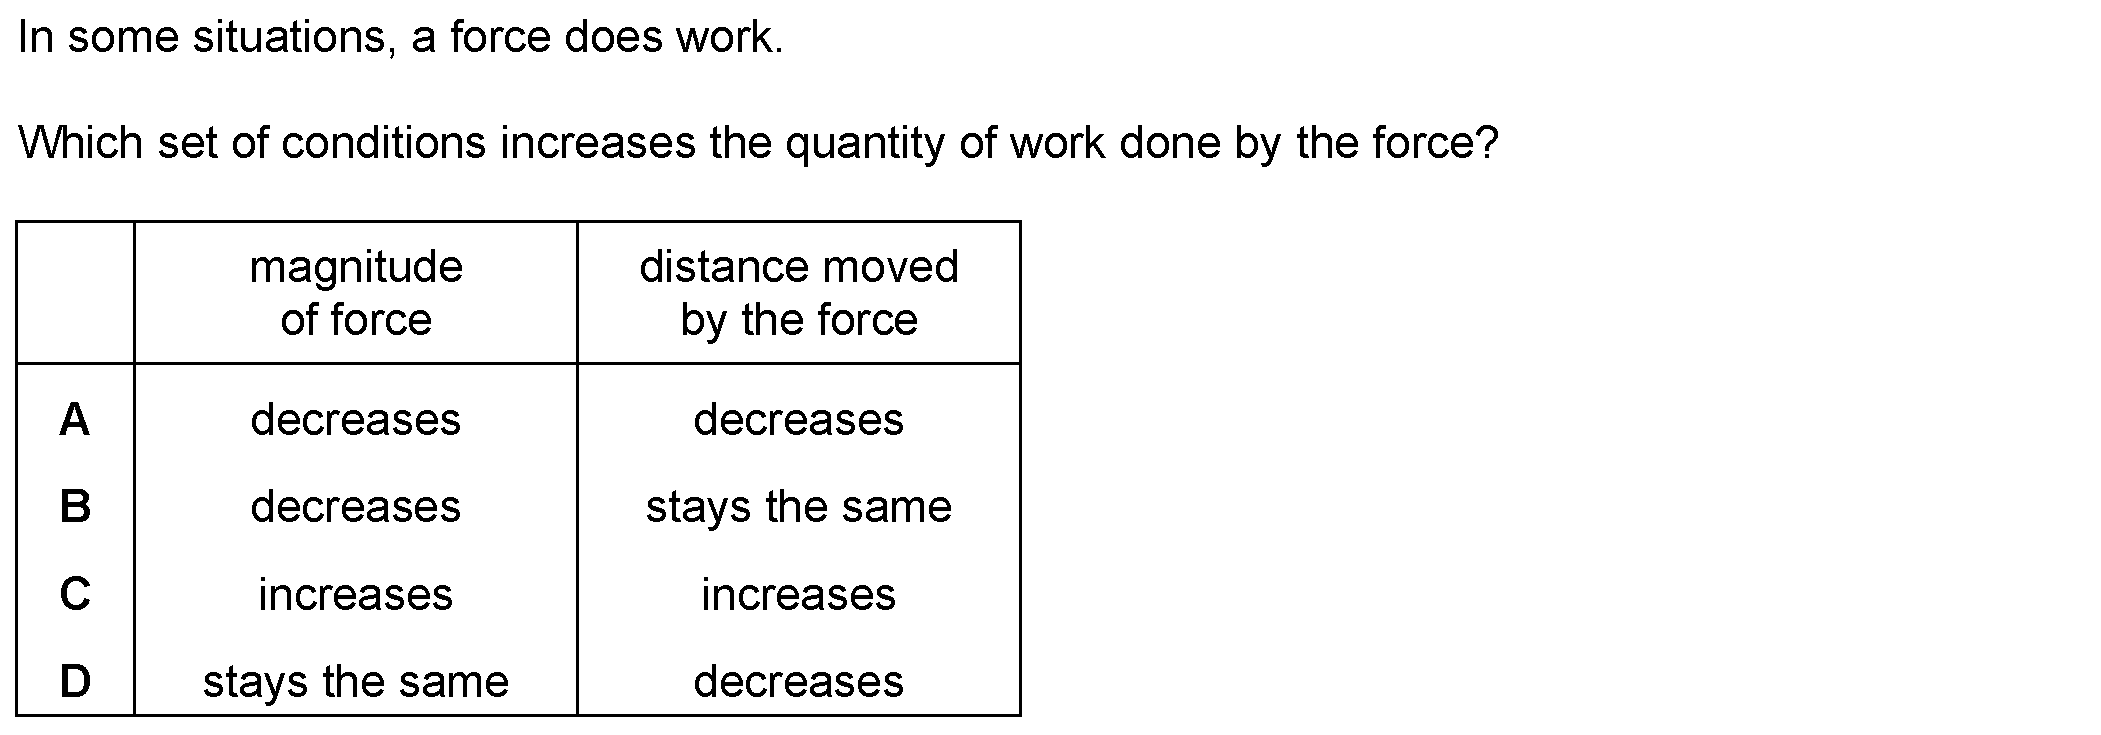 In some situations, a force does work.
Which set of conditions increases the quantity of work done by the force?
magnitude of force distance moved by the force
A decreases decreases
B decreases stays the same
C increases increases
D stays the same decreases